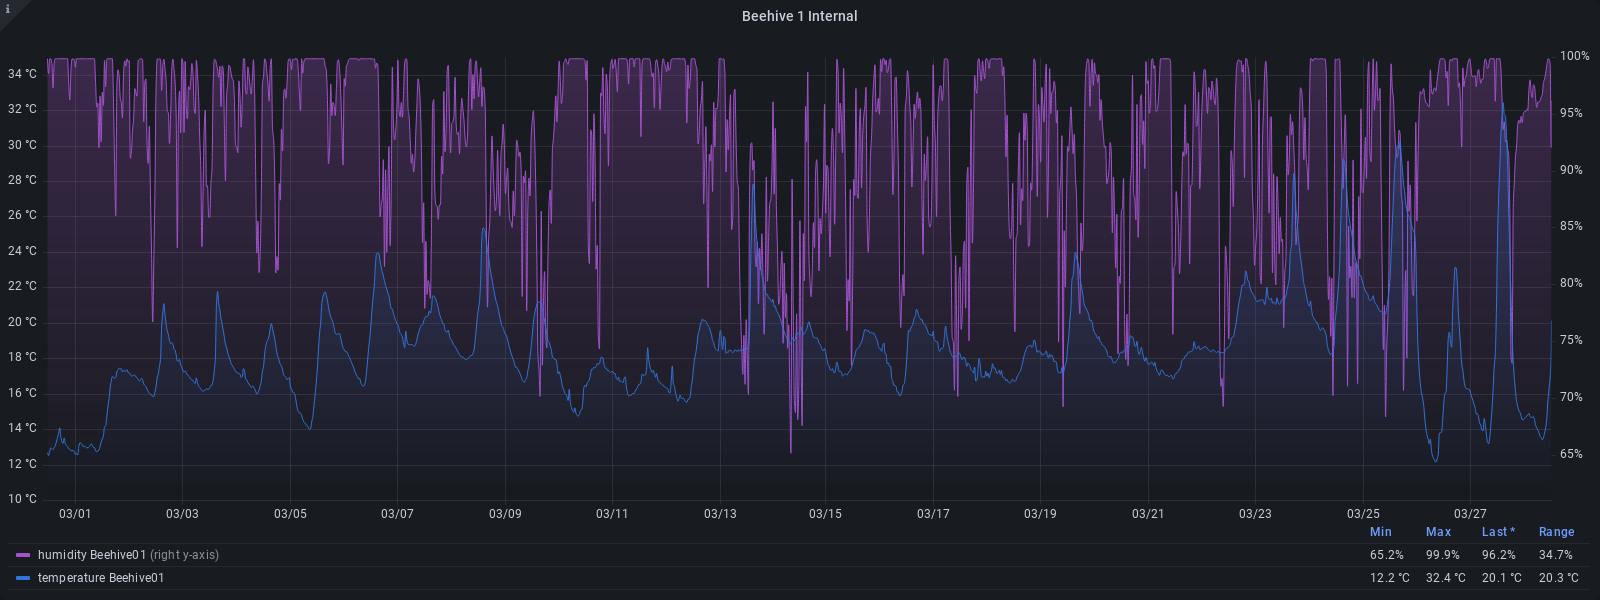 i
Beehive 1 Internal
34 °C
32 °C
30 °C
28 °C
26 °C
24 °C
22 °C
20 °C
18 °C
16 °C
14 °C
12 °C
10 °C
100%
95%
90%
85%
80%
75%
70%
65%
03/01 03/03 03/05 03/07 03/09 03/11 03/13 03/15 03/17 03/19 03/21 03/23 03/25 03/27
Min Max Last * Range
humidity Beehive01 (right y-axis) 65.2% 99.9% 96.2% 34.7%
temperature Beehive01 12.2 °C 32.4 °C 20.1 °C 20.3 °C